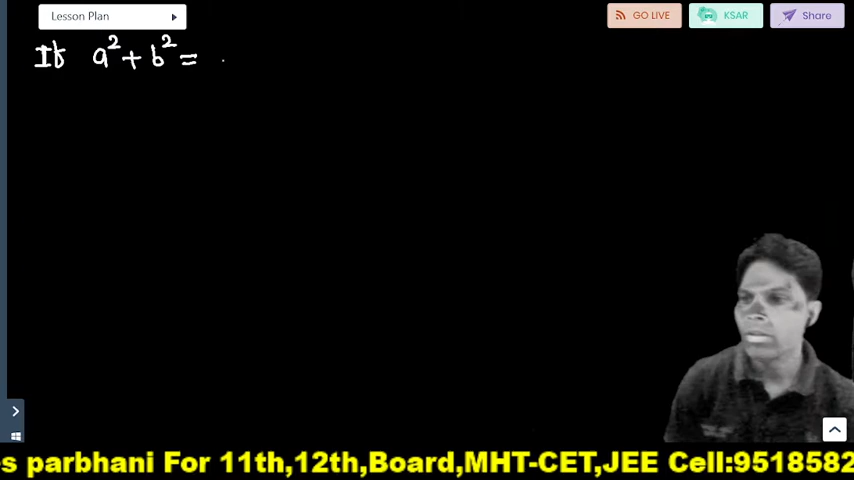 Lesson Plan
GO LIVE
KSAR
Share
If a² + b² =
s parbhani For 11th,12th,Board,MHT-CET,JEE Cell:9518582